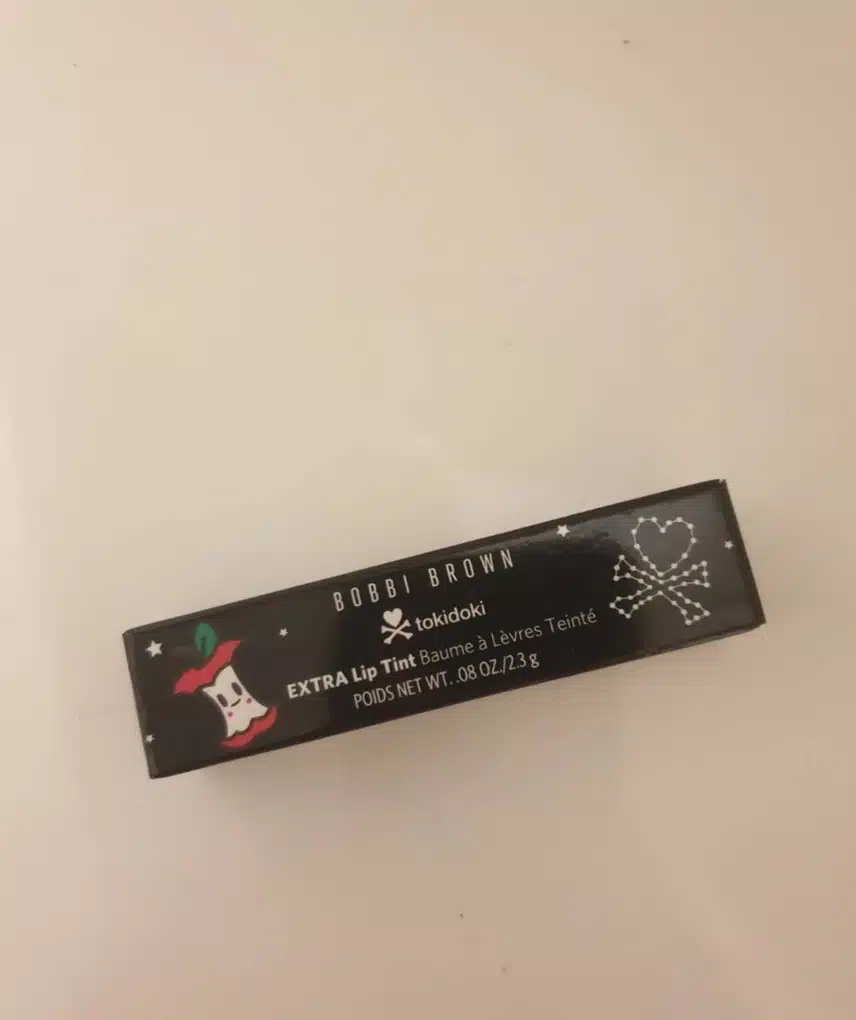 BOBBI BROWN
tokidoki
EXTRA Lip Tint Baume à Lèvres Teinté
POIDS NET WT. .08 OZ./2.3 g